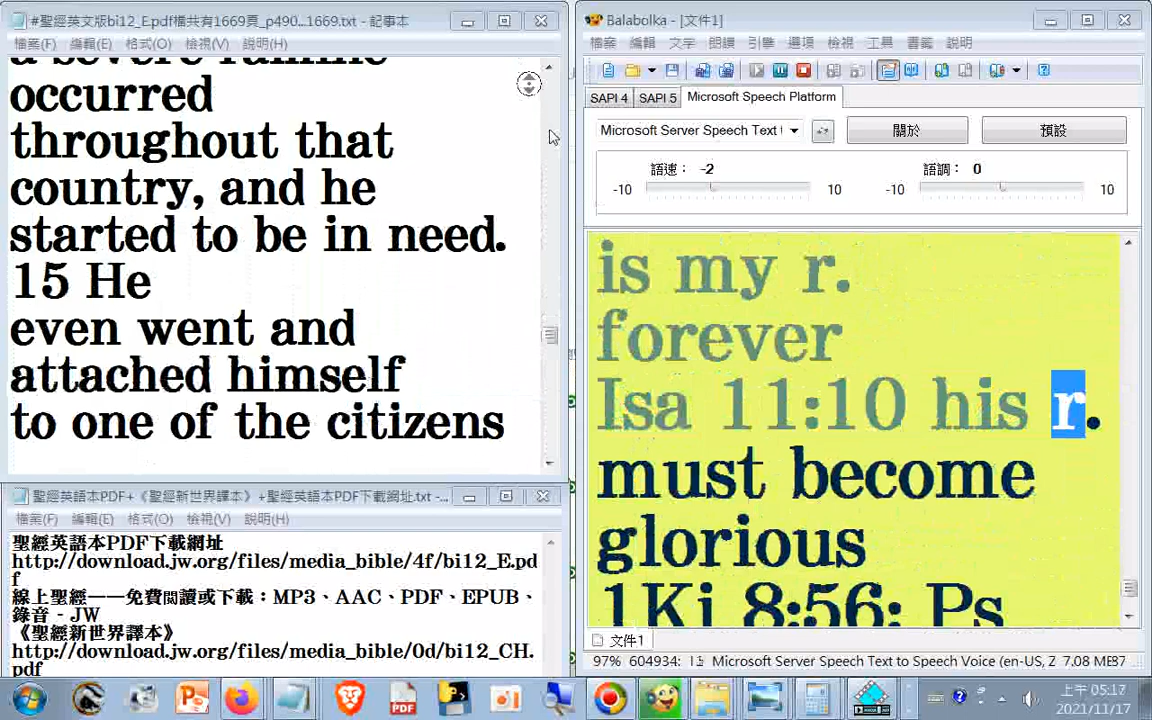 #聖經英文版bi12_E.pdf檔共有1669頁_p490...1669.txt - 記事本
檔案(F) 編輯(E) 格式(O) 檢視(V) 說明(H)
a severe famine
occurred
throughout that
country, and he
started to be in need.
15 He
even went and
attached himself
to one of the citizens
聖經英語本PDF+《聖經新世界譯本》+聖經英語本PDF下載網址.txt -...
檔案(F) 編輯(E) 格式(O) 檢視(V) 說明(H)
聖經英語本PDF下載網址
http://download.jw.org/files/media_bible/4f/bi12_E.pd
f
線上聖經——免費閱讀或下載：MP3、AAC、PDF、EPUB、
錄音 - JW
《聖經新世界譯本》
http://download.jw.org/files/media_bible/0d/bi12_CH.
pdf
Balabolka - [文件1]
檔案 編輯 文字 朗讀 引擎 選項 檢視 工具 書籤 說明
SAPI 4 SAPI 5 Microsoft Speech Platform
Microsoft Server Speech Text 關於 預設
語速： -2 語調： 0
-10 10 -10 10
is my r.
forever
Isa 11:10 his r.
must become
glorious
1Ki 8:56; Ps
文件1
97% 604934: Microsoft Server Speech Text to Speech Voice (en-US, Z 7.08 MB
PDF
上午 05:17
2021/11/17